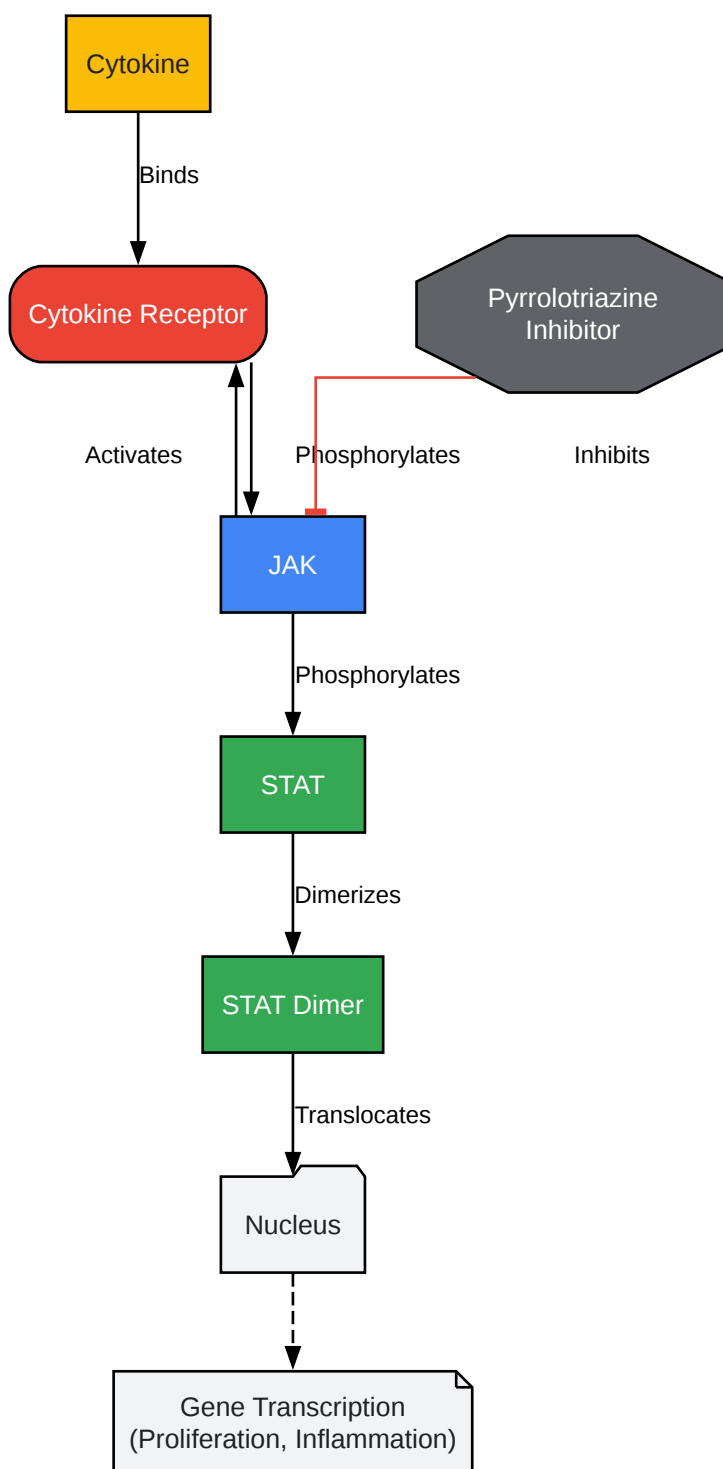 Cytokine
Binds
Cytokine Receptor
Pyrrolotriazine
Inhibitor
Activates
Phosphorylates
Inhibits
JAK
Phosphorylates
STAT
Dimerizes
STAT Dimer
Translocates
Nucleus
Gene Transcription
(Proliferation, Inflammation)